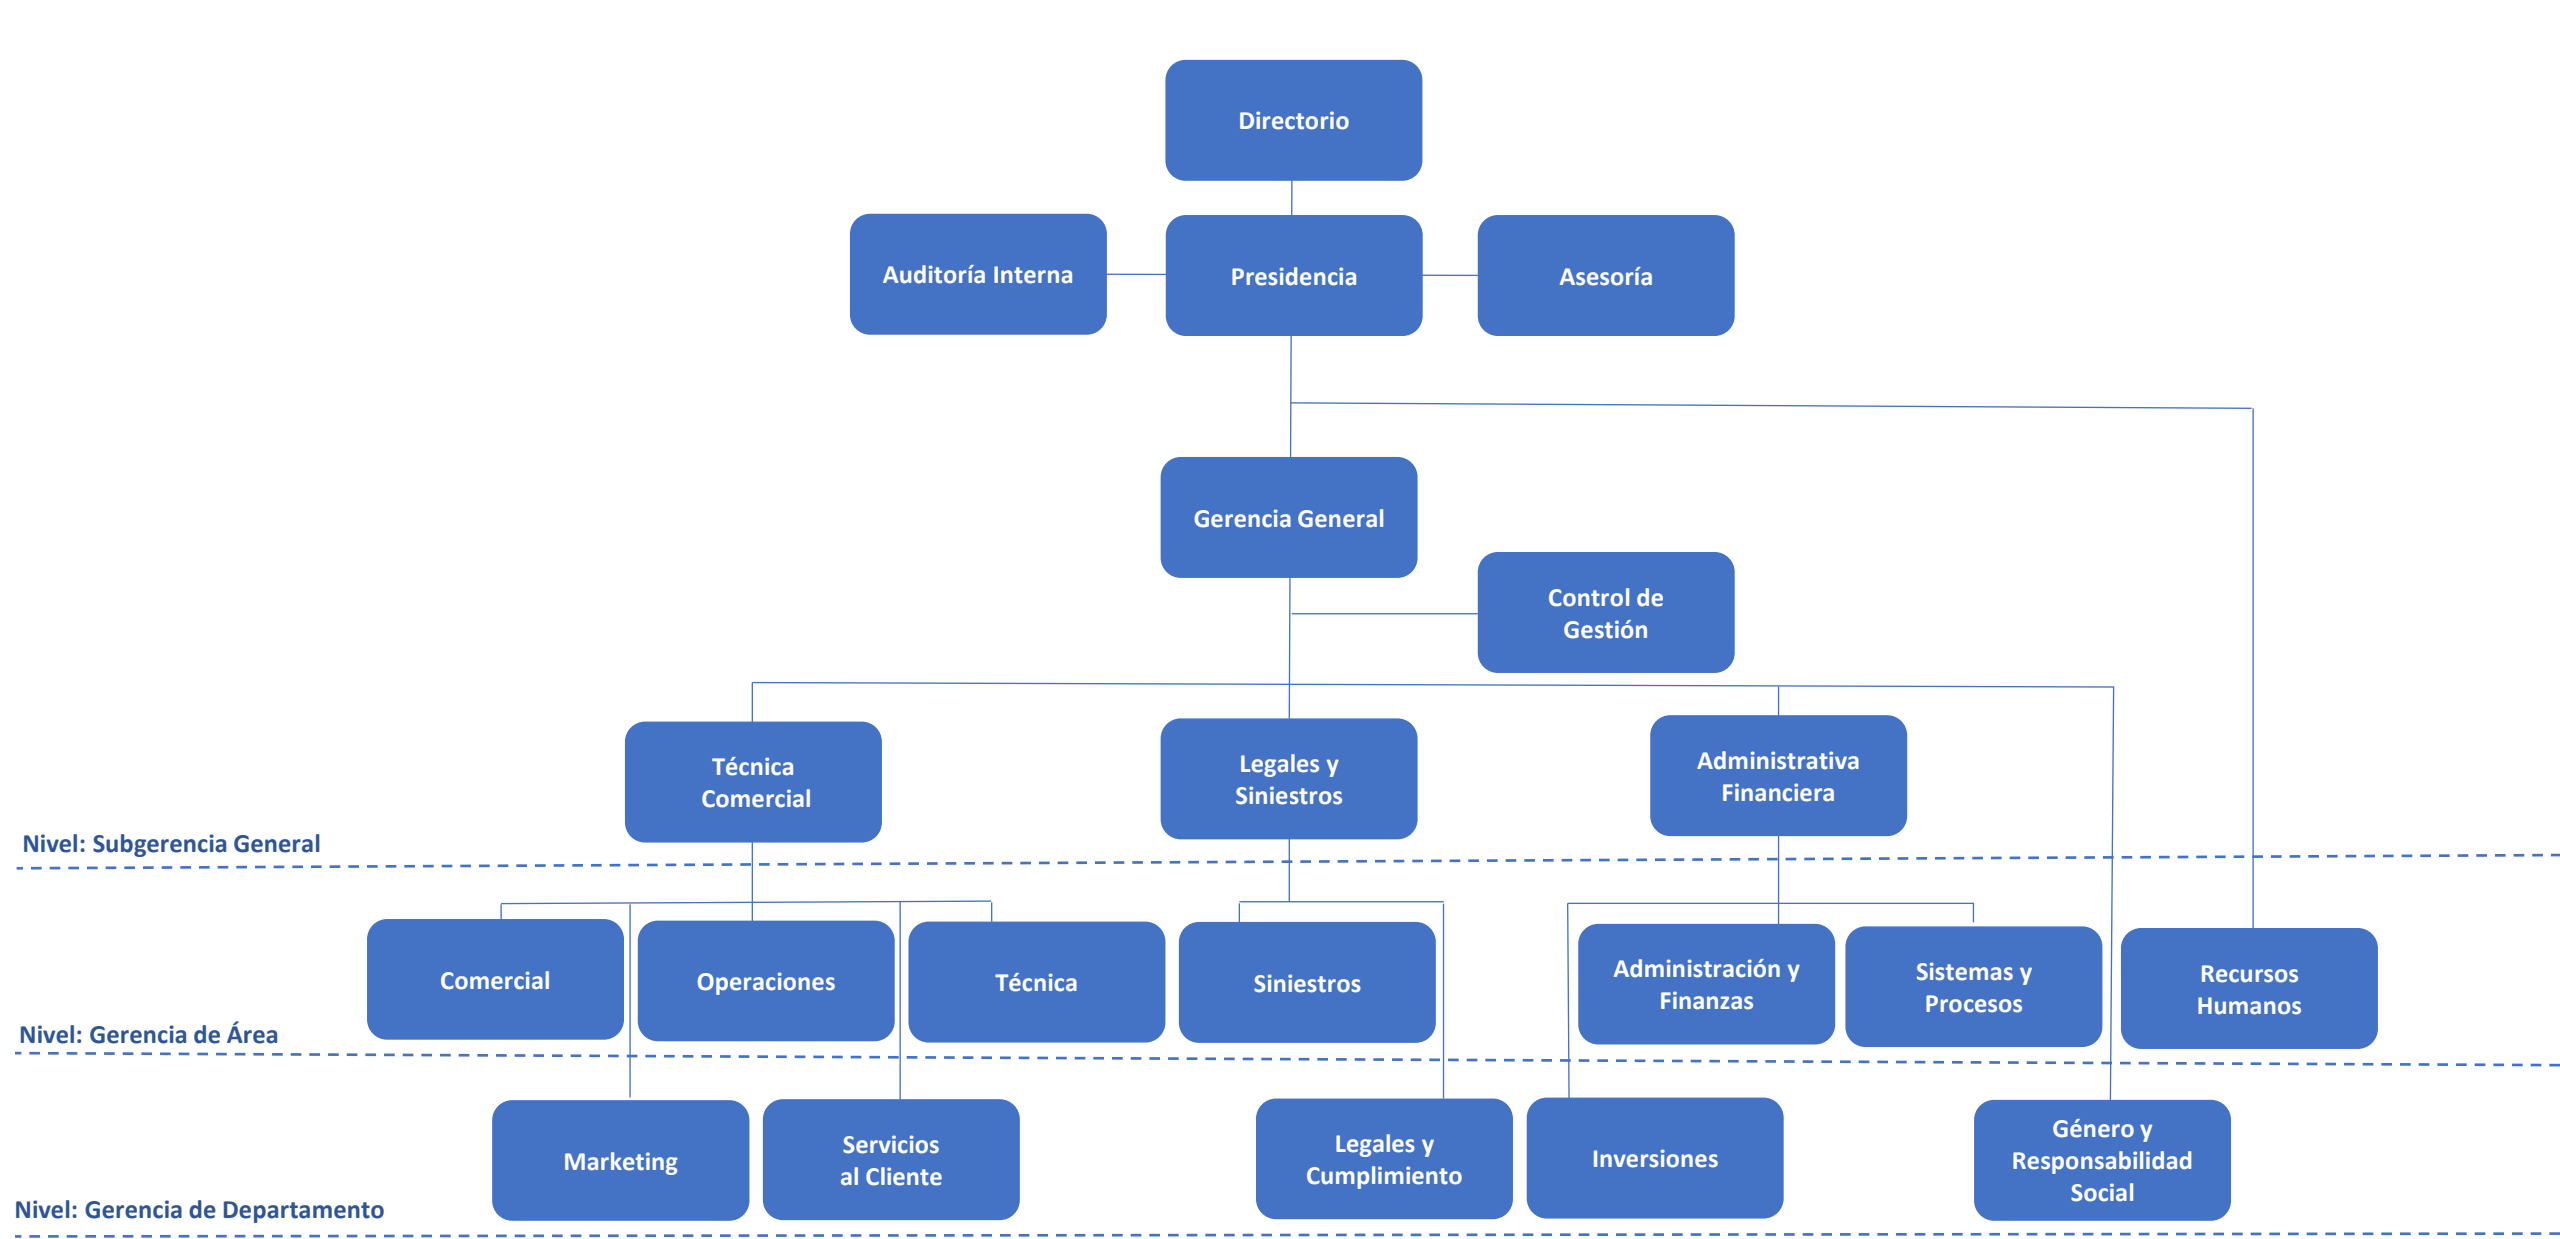 Directorio
Auditoría Interna
Presidencia
Asesoría
Gerencia General
Control de
Gestión
Técnica
Comercial
Legales y
Siniestros
Administrativa
Financiera
Nivel: Subgerencia General
Comercial
Operaciones
Técnica
Siniestros
Administración y
Finanzas
Sistemas y
Procesos
Recursos
Humanos
Nivel: Gerencia de Área
Marketing
Servicios
al Cliente
Legales y
Cumplimiento
Inversiones
Género y
Responsabilidad
Social
Nivel: Gerencia de Departamento